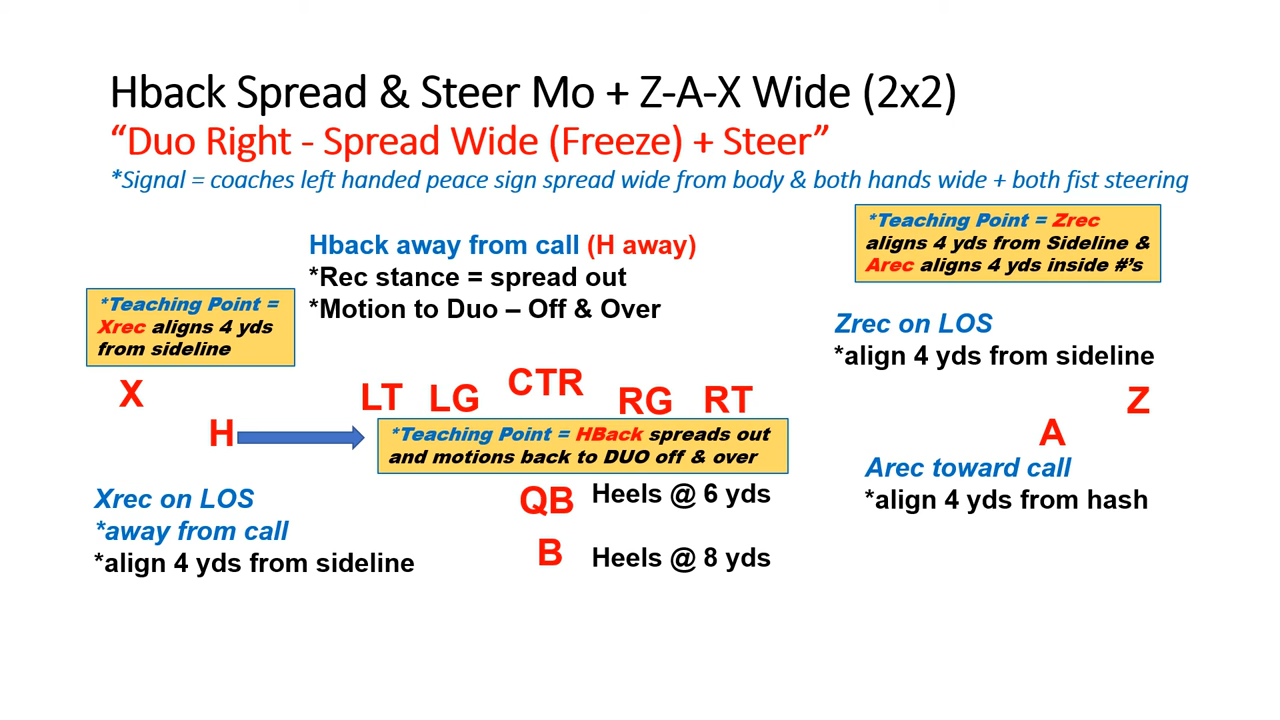 Hback Spread & Steer Mo + Z-A-X Wide (2x2)
“Duo Right - Spread Wide (Freeze) + Steer”
*Signal = coaches left handed peace sign spread wide from body & both hands wide + both fist steering
*Teaching Point = Zrec
aligns 4 yds from Sideline &
Arec aligns 4 yds inside #'s
Hback away from call (H away)
*Rec stance = spread out
*Motion to Duo – Off & Over
*Teaching Point =
Xrec aligns 4 yds
from sideline
Zrec on LOS
*align 4 yds from sideline
X
LT LG CTR RG RT
Z
H
A
*Teaching Point = HBack spreads out
and motions back to DUO off & over
Arec toward call
*align 4 yds from hash
Xrec on LOS
*away from call
*align 4 yds from sideline
QB Heels @ 6 yds
B Heels @ 8 yds